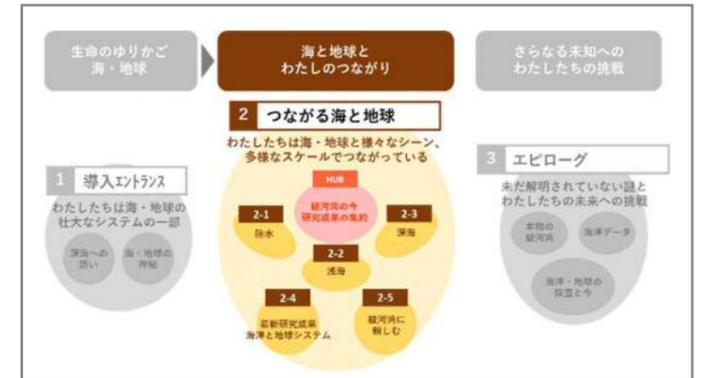 生命のゆりかご
海・地球
海と地球と
わたしのつながり
さらなる未知への
わたしたちの挑戦
2 つながる海と地球
わたしたちは海・地球と様々なシーン、
多様なスケールでつながっている
HUB
駿河湾の今
研究成果の集約
2-1
陸水
2-3
深海
2-2
浅海
2-4
最新研究成果
海洋と地球システム
2-5
駿河湾に
親しむ
1 導入エントランス
わたしたちは海・地球の
壮大なシステムの一部
深海への
誘い
海・地球の
神秘
3 エピローグ
未だ解明されていない謎と
わたしたちの未来への挑戦
本物の
駿河湾
海洋データ
海洋・地球の
探査と今